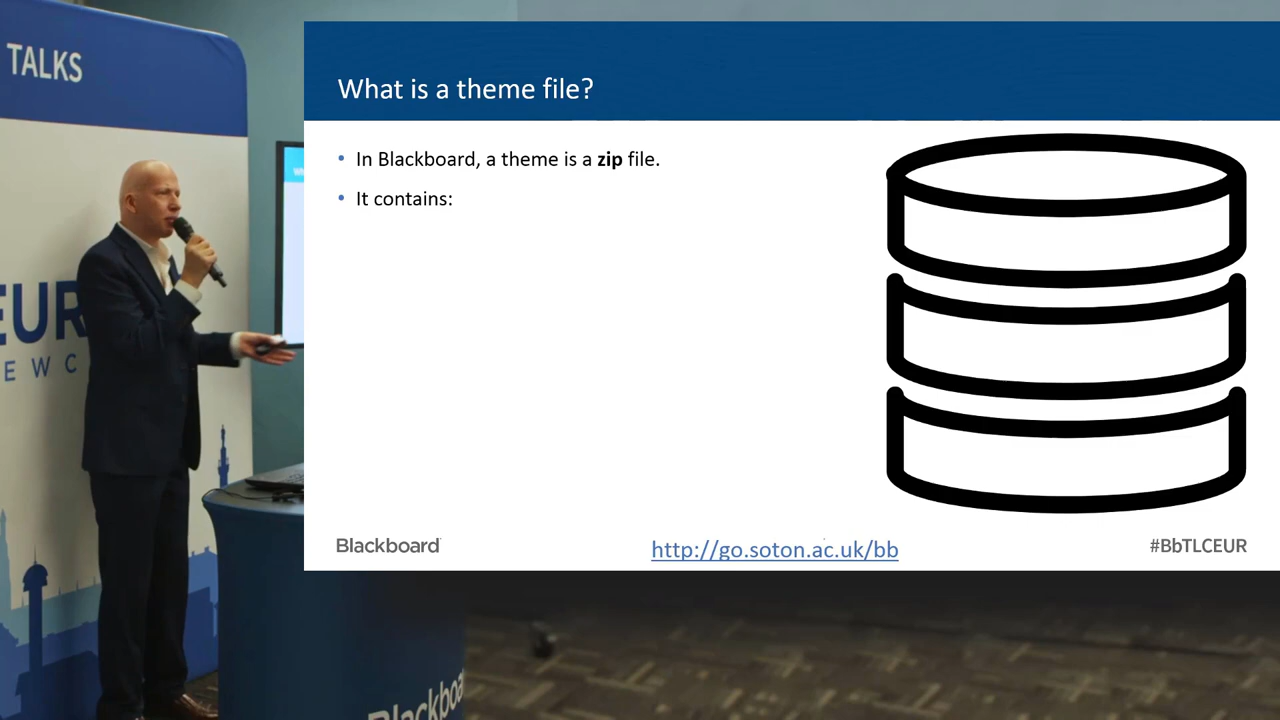 TALKS
EUR
EWC
What is a theme file?
• In Blackboard, a theme is a zip file.
• It contains:
Blackboard
http://go.soton.ac.uk/bb
#BbTLCEUR
Blackboa